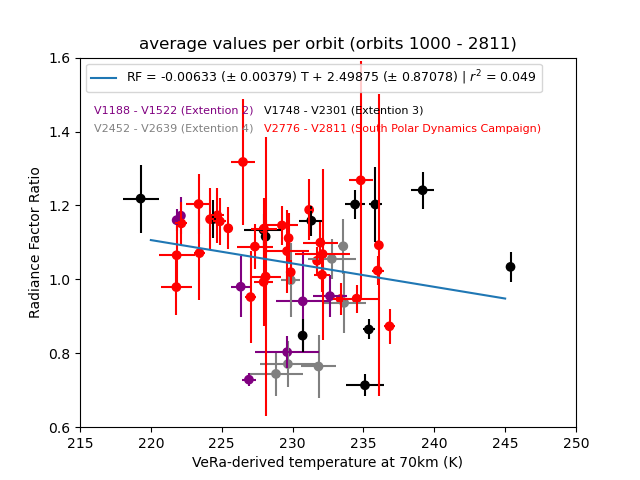 average values per orbit (orbits 1000 - 2811)
RF = -0.00633 (± 0.00379) T + 2.49875 (± 0.87078) | r² = 0.049
V1188 - V1522 (Extention 2) V1748 - V2301 (Extention 3)
V2452 - V2639 (Extention 4) V2776 - V2811 (South Polar Dynamics Campaign)
Radiance Factor Ratio
1.6
1.4
1.2
1.0
0.8
0.6
215 220 225 230 235 240 245 250
VeRa-derived temperature at 70km (K)